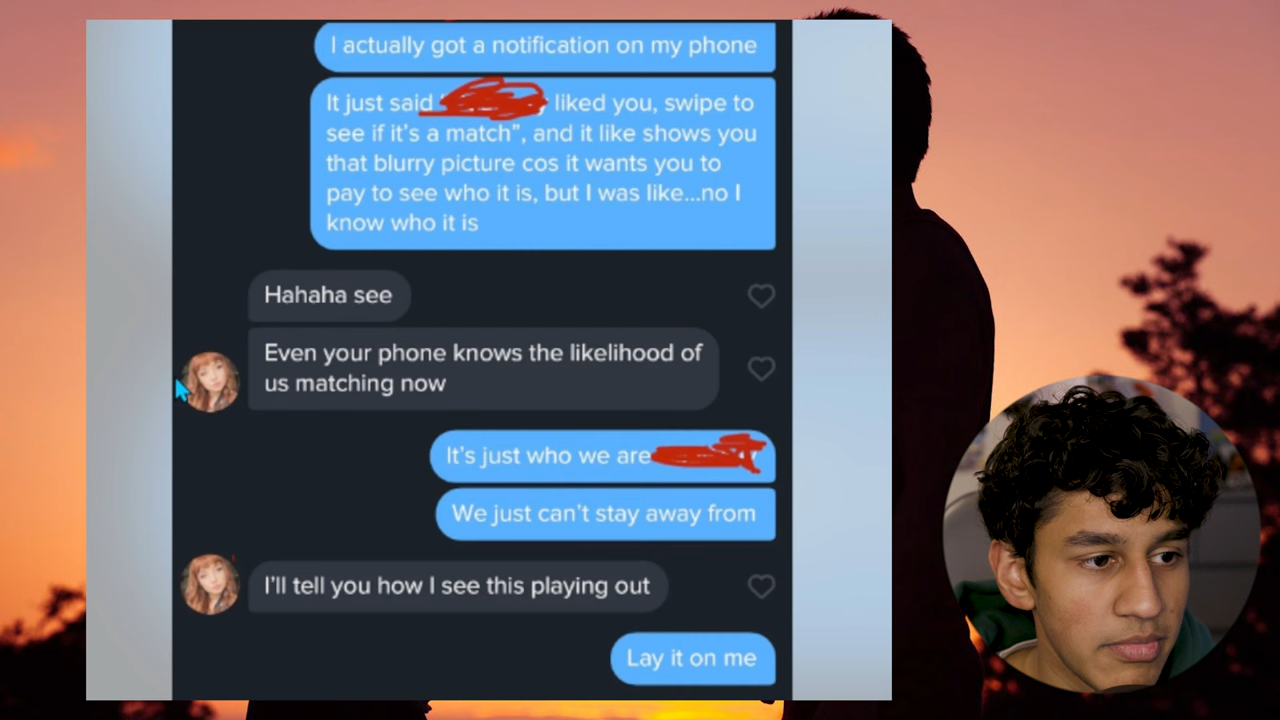 I actually got a notification on my phone
It just said liked you, swipe to
see if it's a match”, and it like shows you
that blurry picture cos it wants you to
pay to see who it is, but I was like...no I
know who it is
Hahaha see
Even your phone knows the likelihood of
us matching now
It's just who we are
We just can't stay away from
I'll tell you how I see this playing out
Lay it on me